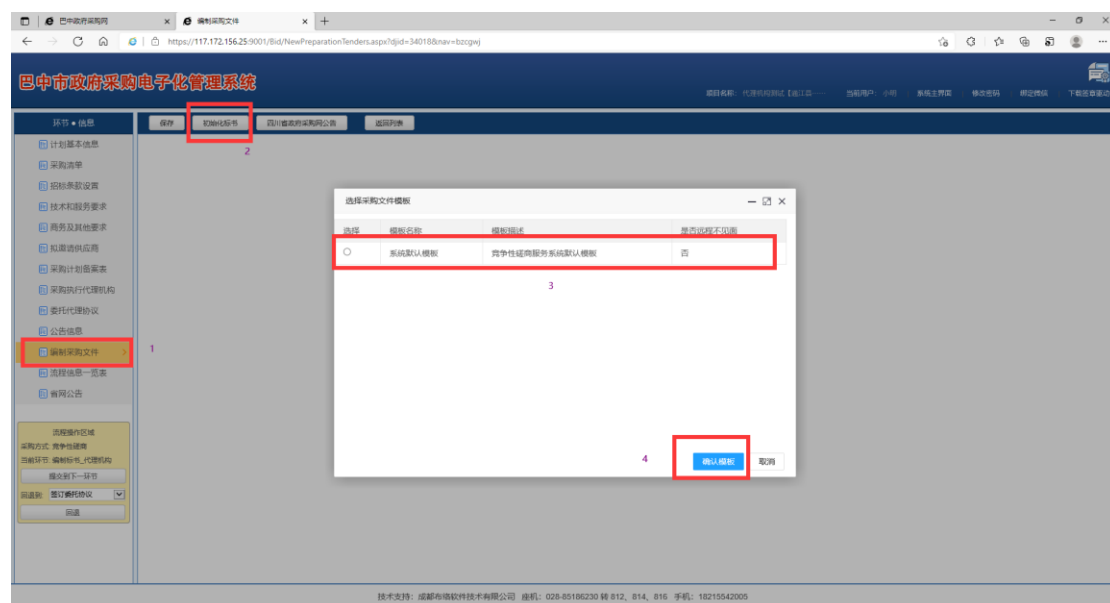 巴中政府采购网
编制采购文件
https://117.172.156.25:9001/Bid/NewPreparationTenders.aspx?djid=34018&nav=bzcgwj
巴中市政府采购电子化管理系统
项目名称: 当前用户: 小明 系统主界面 修改密码 绑定微信 下载签章驱动
环节●信息 保存 初始化标书 四川省政府采购网公告 返回列表
2
计划基本信息
采购清单
招标条款设置
技术和服务要求
商务及其他要求
拟邀请供应商
采购计划备案表
采购执行代理机构
委托代理协议
公告信息
编制采购文件 1
流程信息一览表
省网公告
选择采购文件模板
选择 模板名称 模板描述 是否远程不见面
系统默认模板 竞争性磋商服务系统默认模板 否
3
4 确认模板 取消
流程操作区域
采购方式: 竞争性磋商
当前环节: 编制标书_代理机构
提交到下一环节
回退到: 签订委托协议
回退
技术支持: 成都布络软件技术有限公司 座机: 028-85186230 转 812, 814, 816 手机: 18215542005